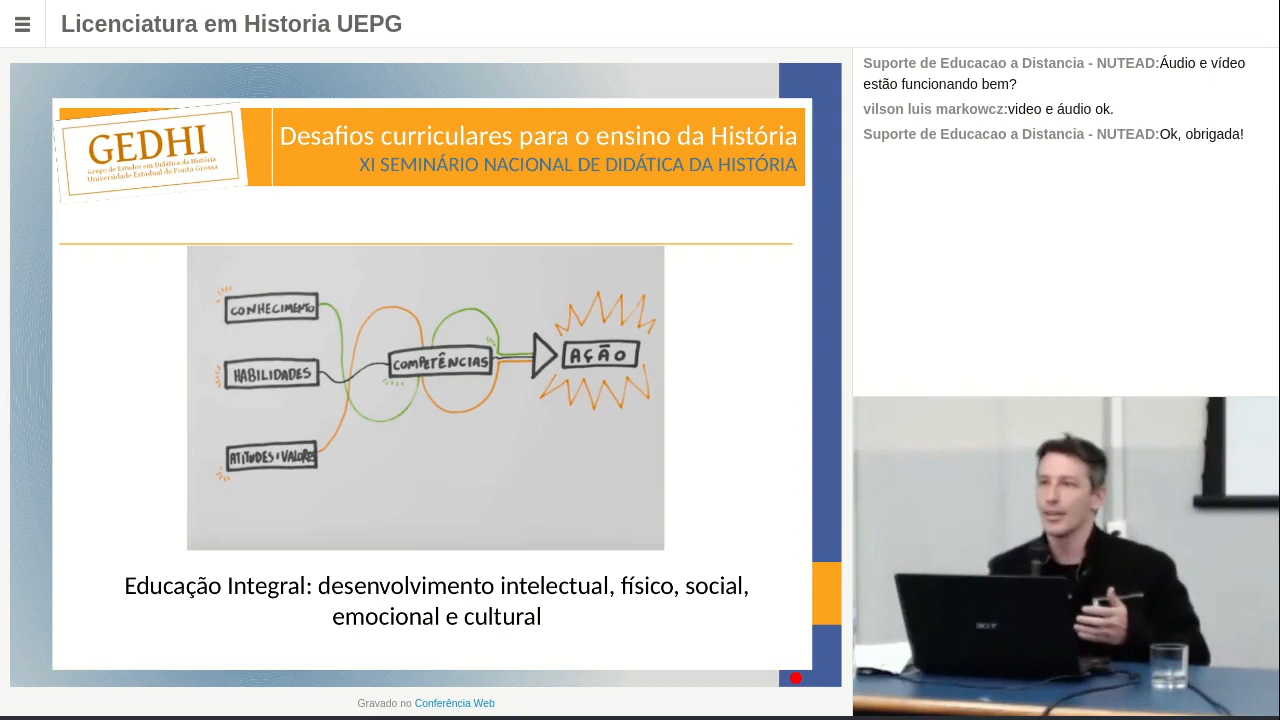 Licenciatura em Historia UEPG
GEDHI
Grupo de Estudos em Didática da História
Universidade Estadual de Ponta Grossa
Desafios curriculares para o ensino da História
XI SEMINÁRIO NACIONAL DE DIDÁTICA DA HISTÓRIA
CONHECIMENTO
HABILIDADES
ATITUDES E VALORES
COMPETÊNCIAS
AÇÃO
Educação Integral: desenvolvimento intelectual, físico, social,
emocional e cultural
Gravado no Conferência Web
Suporte de Educacao a Distancia - NUTEAD:Áudio e vídeo
estão funcionando bem?
vilson luis markowcz:video e áudio ok.
Suporte de Educacao a Distancia - NUTEAD:Ok, obrigada!
acer